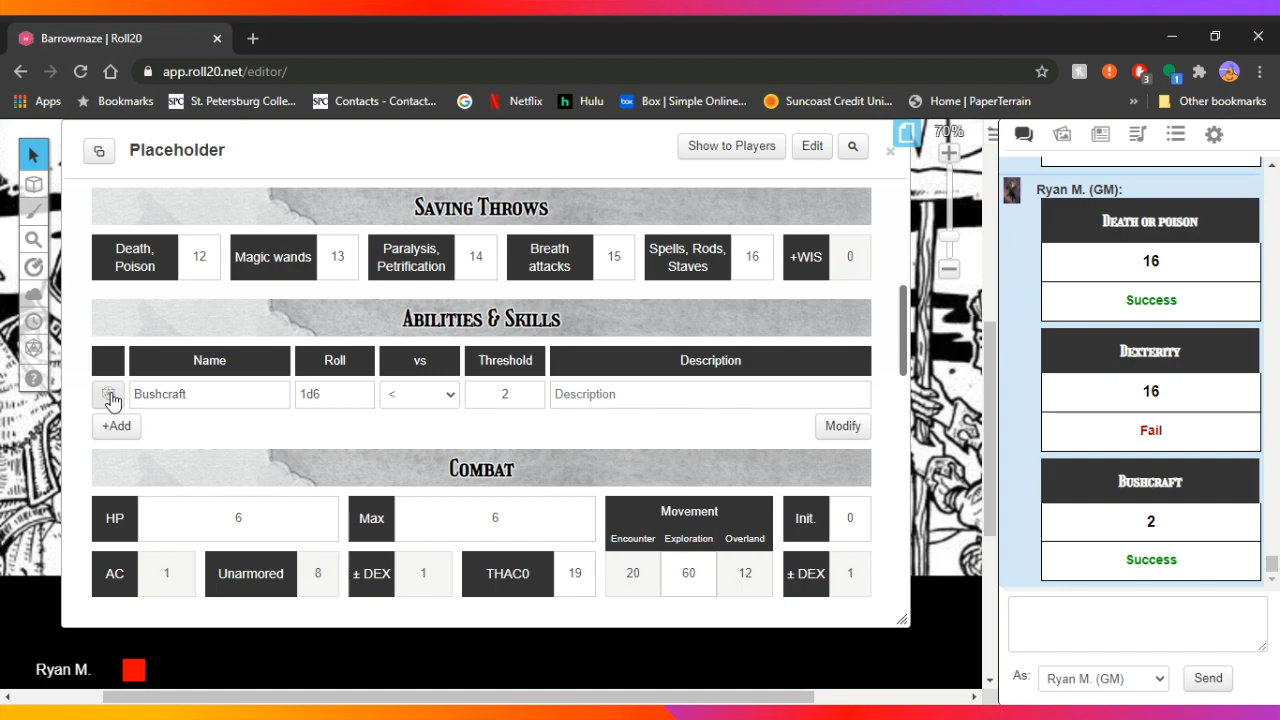 Barrowmaze | Roll20
app.roll20.net/editor/
3
1
Apps
Bookmarks
SPC St. Petersburg Colle...
SPC Contacts - Contact...
G
N Netflix
h Hulu
box Box | Simple Online...
Suncoast Credit Uni...
Home | PaperTerrain
»
Other bookmarks
Placeholder
Show to Players
Edit
70%
SAVING THROWS
Death, Poison
12
Magic wands
13
Paralysis, Petrification
14
Breath attacks
15
Spells, Rods, Staves
16
+WIS
0
ABILITIES & SKILLS
Name
Roll
vs
Threshold
Description
Bushcraft
1d6
<
2
Description
+Add
Modify
COMBAT
HP
6
Max
6
Movement
Encounter
Exploration
Overland
Init.
0
AC
1
Unarmored
8
± DEX
1
THAC0
19
20
60
12
± DEX
1
Ryan M.
Ryan M. (GM):
DEATH OR POISON
16
Success
DEXTERITY
16
Fail
BUSHCRAFT
2
Success
As:
Ryan M. (GM)
Send